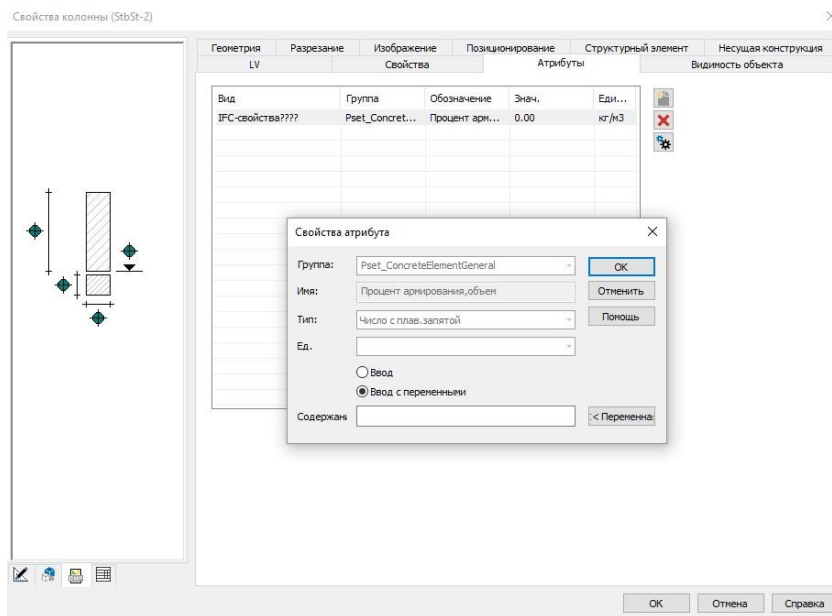 Свойства колонны (StbSt-2)
Геометрия Разрезание Изображение Позиционирование Структурный элемент Несущая конструкция
LV Свойства Атрибуты Видимость объекта
Вид Группа Обозначение Знач. Еди...
IFC-свойства???? Pset_Concret... Процент арм... 0.00 кг/м3
Свойства атрибута
Группа: Pset_ConcreteElementGeneral OK
Имя: Процент армирования,объем Отменить
Тип: Число с плав.запятой Помощь
Ед.
Ввод
Ввод с переменными
Содержан < Переменна
OK Отмена Справка